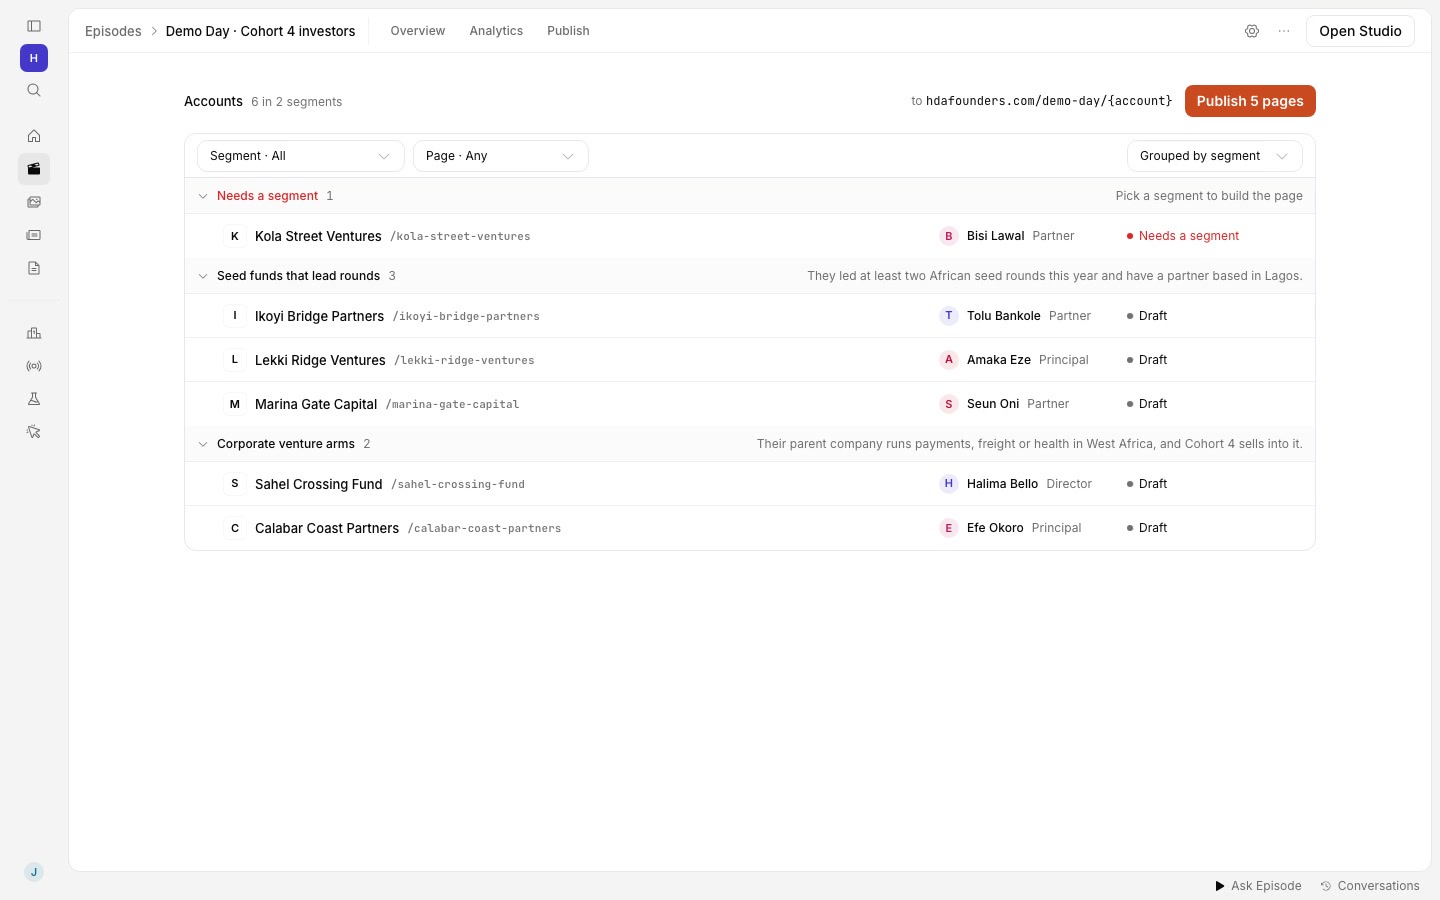 H
Episodes
Demo Day · Cohort 4 investors
Overview
Analytics
Publish
···
Open Studio
Accounts 6 in 2 segments
to hdafounders.com/demo-day/{account}
Publish 5 pages
Segment · All
Page · Any
Grouped by segment
Needs a segment 1
Pick a segment to build the page
K Kola Street Ventures /kola-street-ventures
B Bisi Lawal Partner
Needs a segment
Seed funds that lead rounds 3
They led at least two African seed rounds this year and have a partner based in Lagos.
I Ikoyi Bridge Partners /ikoyi-bridge-partners
T Tolu Bankole Partner
Draft
L Lekki Ridge Ventures /lekki-ridge-ventures
A Amaka Eze Principal
Draft
M Marina Gate Capital /marina-gate-capital
S Seun Oni Partner
Draft
Corporate venture arms 2
Their parent company runs payments, freight or health in West Africa, and Cohort 4 sells into it.
S Sahel Crossing Fund /sahel-crossing-fund
H Halima Bello Director
Draft
C Calabar Coast Partners /calabar-coast-partners
E Efe Okoro Principal
Draft
J
Ask Episode
Conversations